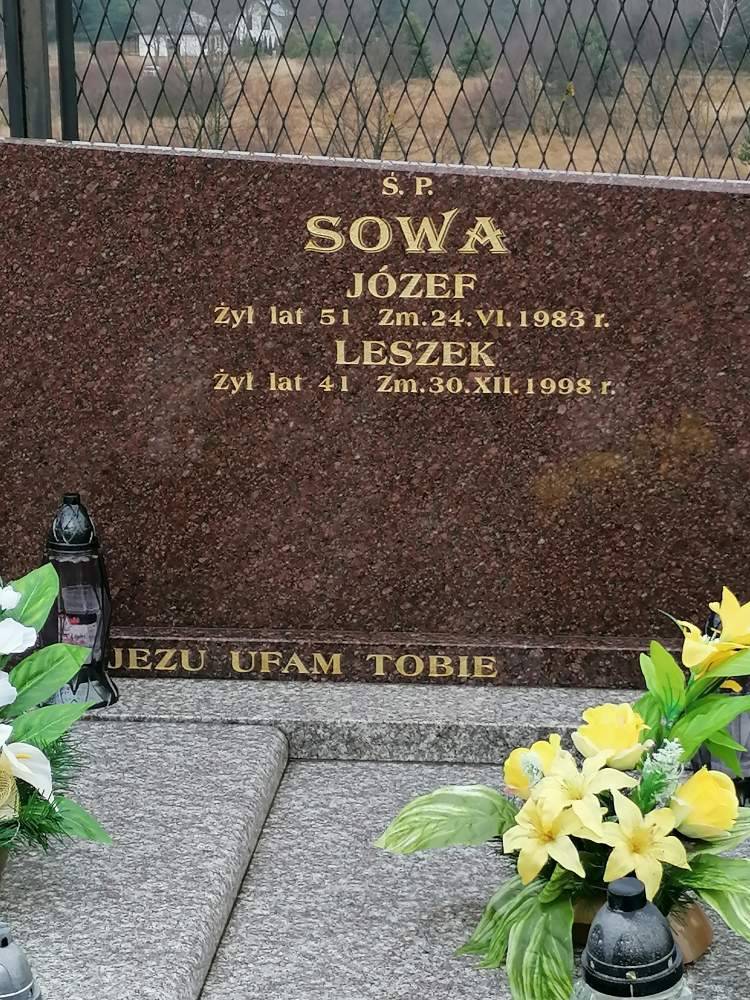 Ś. P.
SOWA
JÓZEF
Żył lat 51 Zm.24.VI.1983 r.
LESZEK
Żył lat 41 Zm.30.XII.1998 r.
JEZU UFAM TOBIE